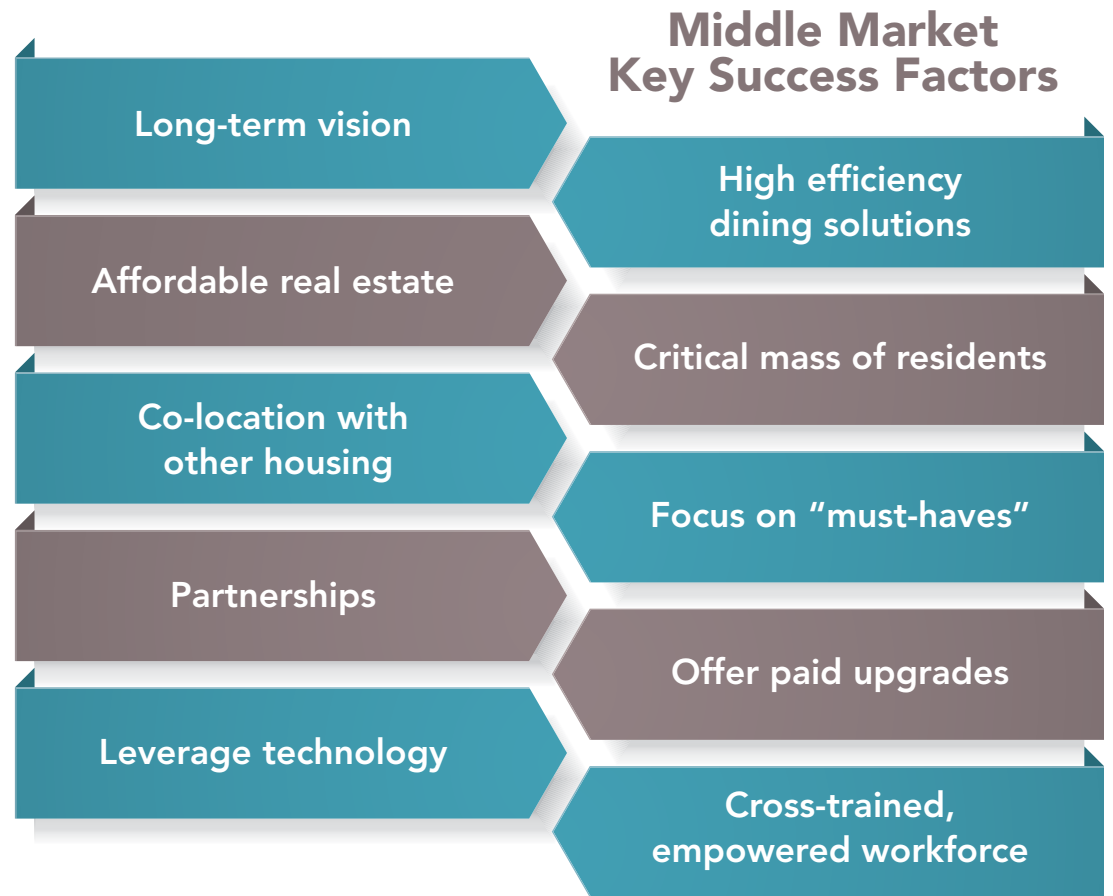 Middle Market
Key Success Factors
Long-term vision
High efficiency
dining solutions
Affordable real estate
Critical mass of residents
Co-location with
other housing
Focus on “must-haves”
Partnerships
Offer paid upgrades
Leverage technology
Cross-trained,
empowered workforce